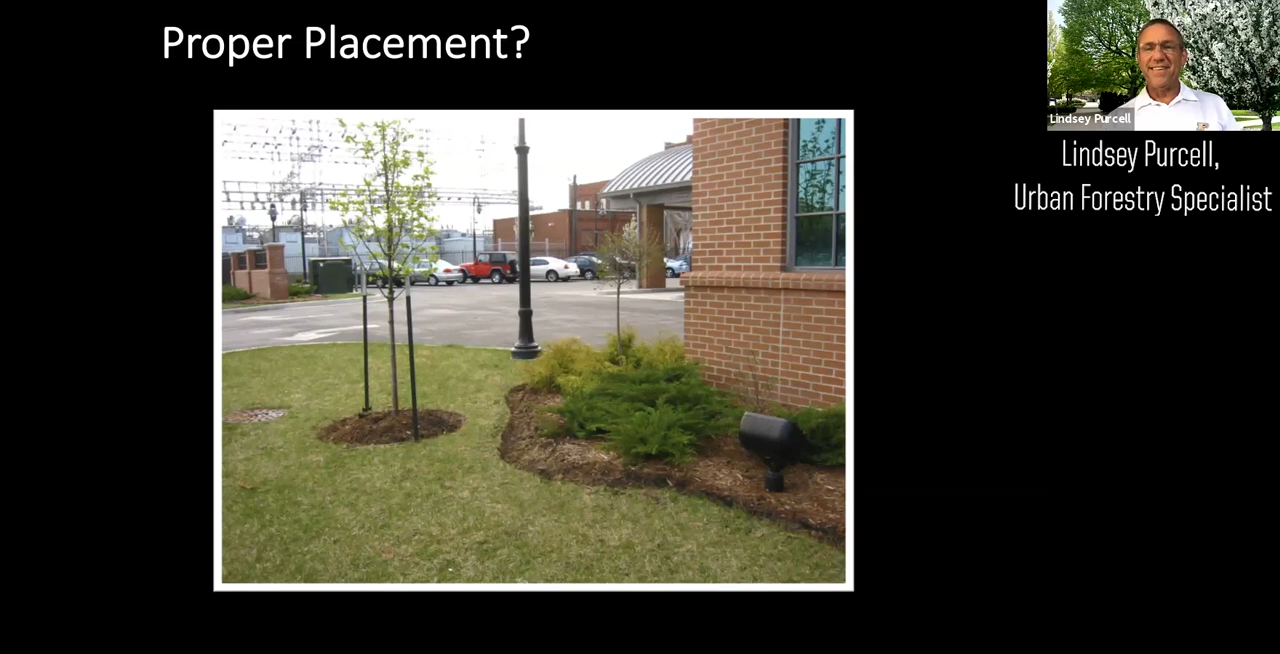 Proper Placement?
Lindsey Purcell
Lindsey Purcell,
Urban Forestry Specialist